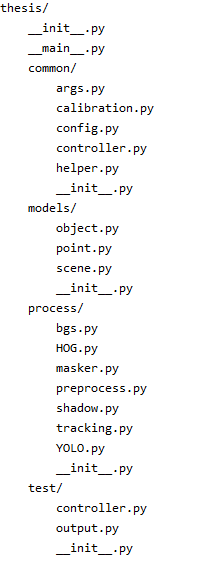 thesis/
    __init__.py
    __main__.py
    common/
        args.py
        calibration.py
        config.py
        controller.py
        helper.py
        __init__.py
    models/
        object.py
        point.py
        scene.py
        __init__.py
    process/
        bgs.py
        HOG.py
        masker.py
        preprocess.py
        shadow.py
        tracking.py
        YOLO.py
        __init__.py
    test/
        controller.py
        output.py
        __init__.py